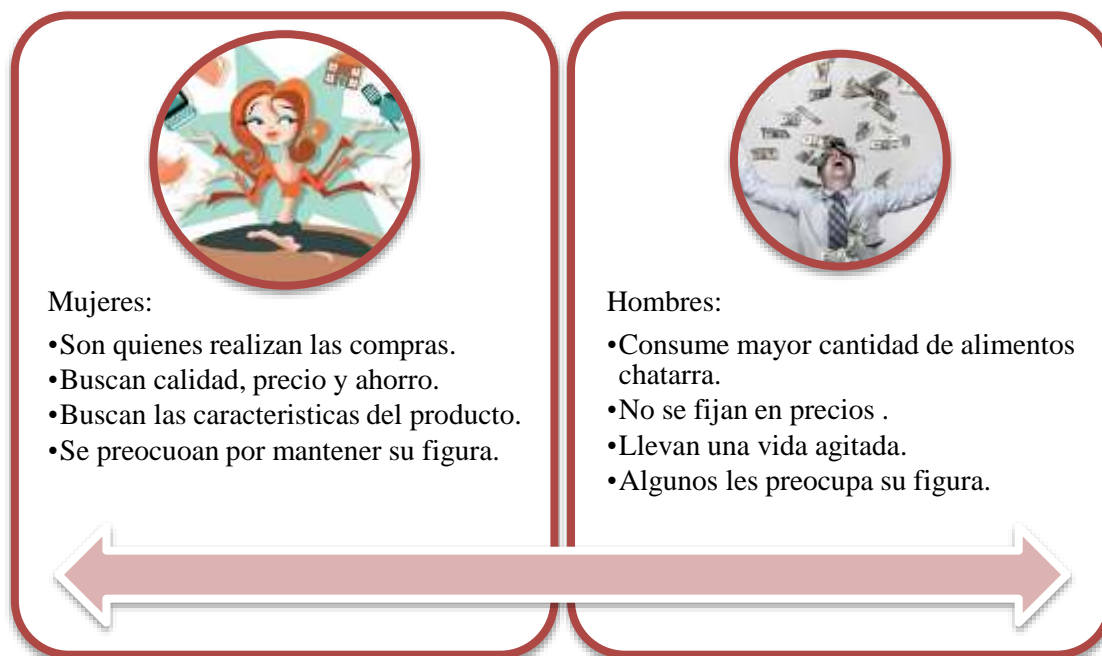 Mujeres:
•Son quienes realizan las compras.
•Buscan calidad, precio y ahorro.
•Buscan las caracteristicas del producto.
•Se preocuoan por mantener su figura.
Hombres:
•Consume mayor cantidad de alimentos
chatarra.
•No se fijan en precios .
•Llevan una vida agitada.
•Algunos les preocupa su figura.